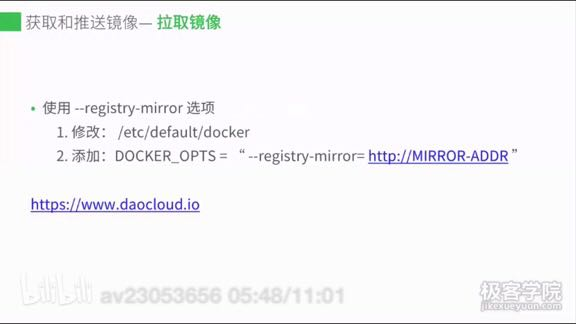 获取和推送镜像— 拉取镜像
• 使用 --registry-mirror 选项
1. 修改： /etc/default/docker
2. 添加：DOCKER_OPTS = “ --registry-mirror= http://MIRROR-ADDR ”
https://www.daocloud.io
bilibili av23053656 05:48/11:01
极客学院
jikexueyuan.com